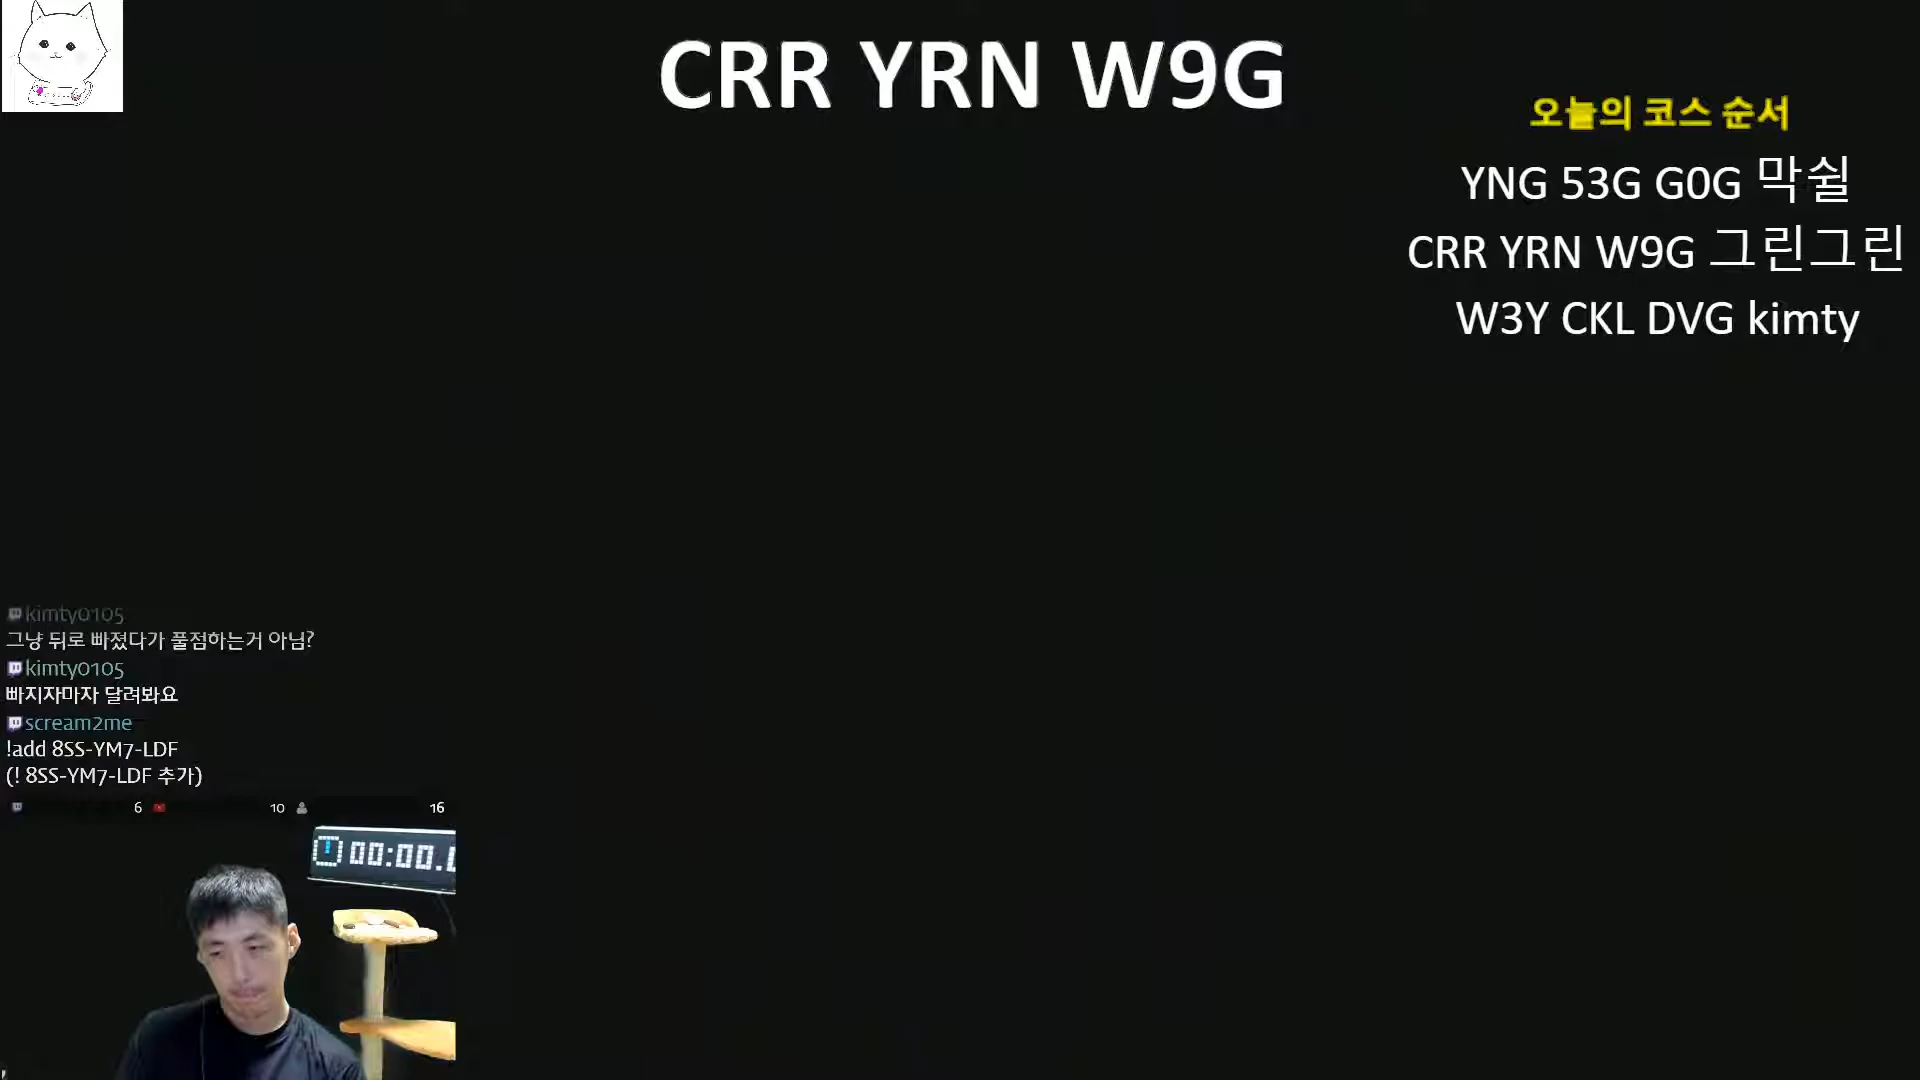 CRR YRN W9G
오늘의 코스 순서
YNG 53G G0G 막쉴
CRR YRN W9G 그린그린
W3Y CKL DVG kimty
kimty0105
그냥 뒤로 빠졌다가 풀점하는거 아님?
kimty0105
빠지자마자 달려봐요
scream2me
!add 8SS-YM7-LDF
(! 8SS-YM7-LDF 추가)
6 10 16
00:00.